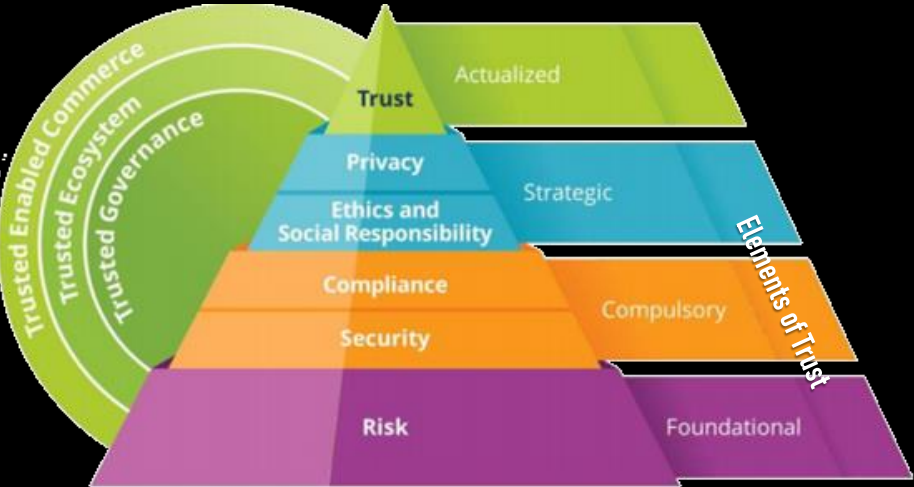 Trusted Enabled Commerce
Trusted Ecosystem
Trusted Governance
Trust
Actualized
Privacy
Ethics and
Social Responsibility
Strategic
Compliance
Security
Compulsory
Risk
Foundational
Elements of Trust